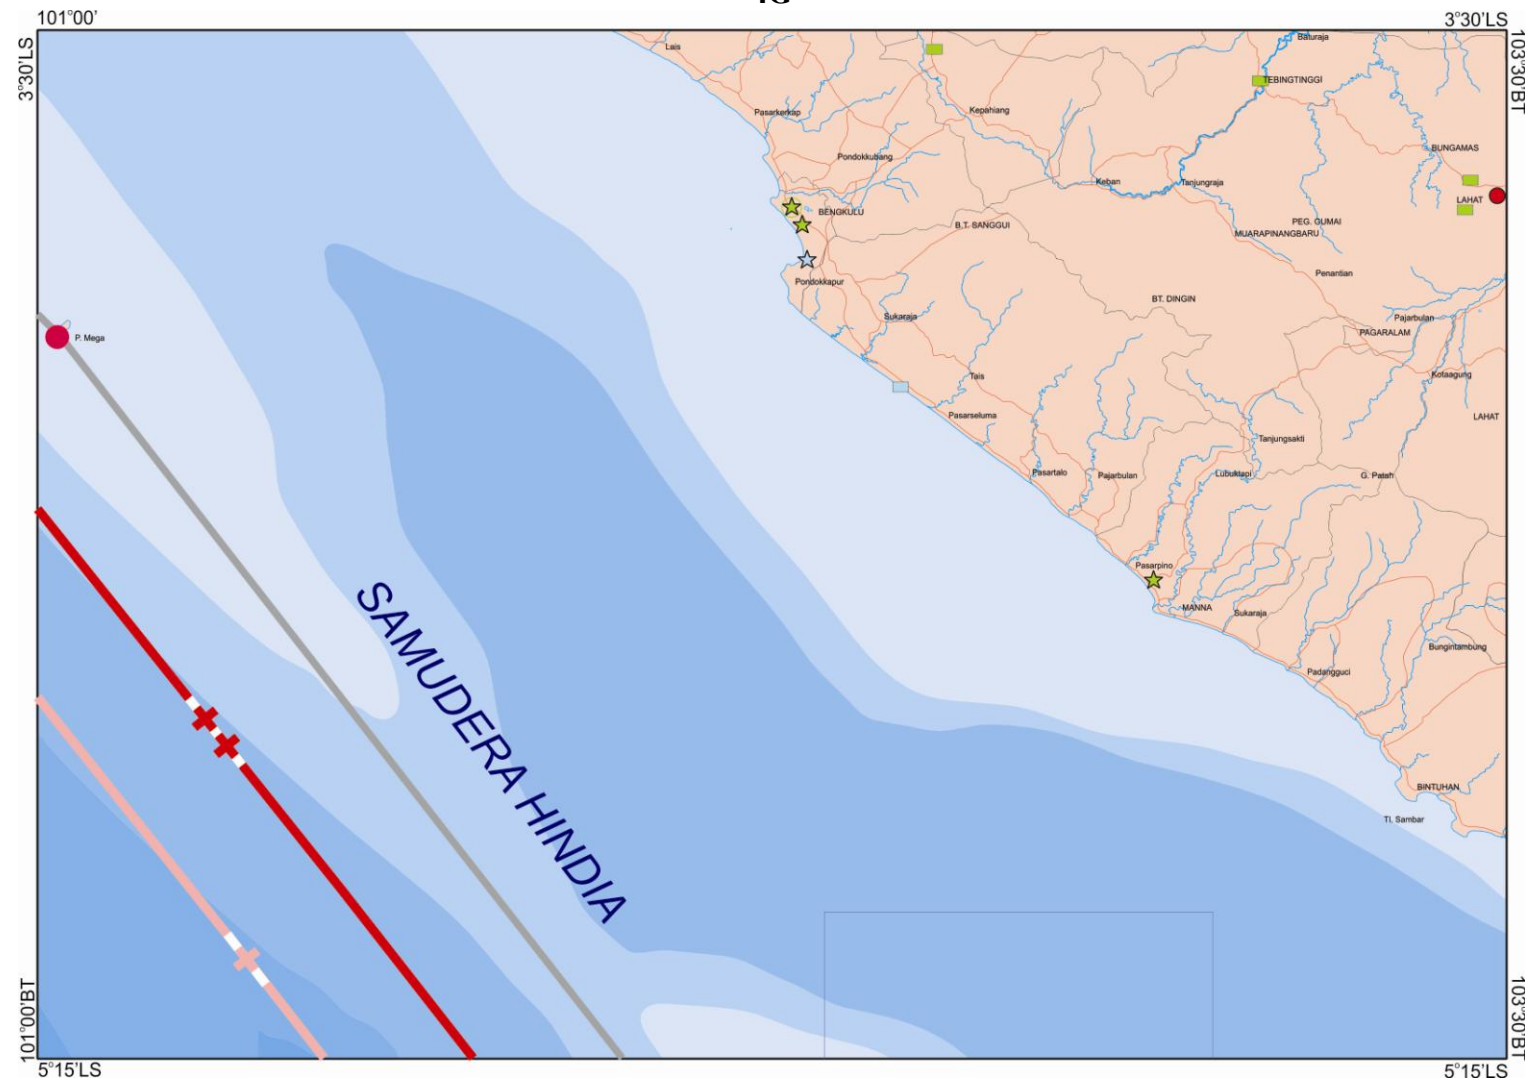 101°00'
3°30'LS
3°30'LS
103°30'BT
Lais
Baturaja
TEBINGTINGGI
Pasarkerkap
Kepahiang
Pondokkubang
BUNGAMAS
Keban
Tanjungraja
LAHAT
BENGKULU
B.T. SANGGUI
PEG. GUMAI
MUARAPINANGBARU
Penantian
Pondokkapur
BT. DINGIN
Sukaraja
Pajarbulan
PAGARALAM
P. Mega
Tais
Kotaagung
Pasarseluma
LAHAT
Tanjungsakti
Pasartalo
Pajarbulan
Lubuktapi
G. Patah
Pasarpino
MANNA
Sukaraja
Bungintambung
Padangguci
SAMUDERA HINDIA
BINTUHAN
Tl. Sambar
101°00'BT
103°30'BT
5°15'LS
5°15'LS